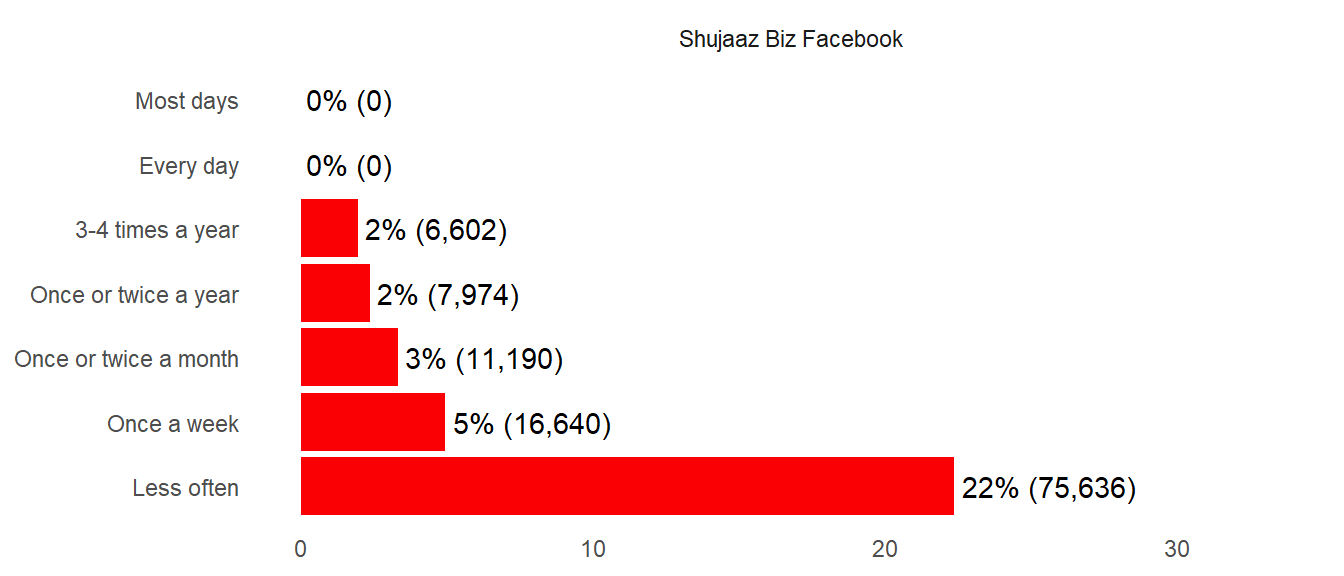 Shujaaz Biz Facebook
Most days 0% (0)
Every day 0% (0)
3-4 times a year 2% (6,602)
Once or twice a year 2% (7,974)
Once or twice a month 3% (11,190)
Once a week 5% (16,640)
Less often 22% (75,636)
0 10 20 30